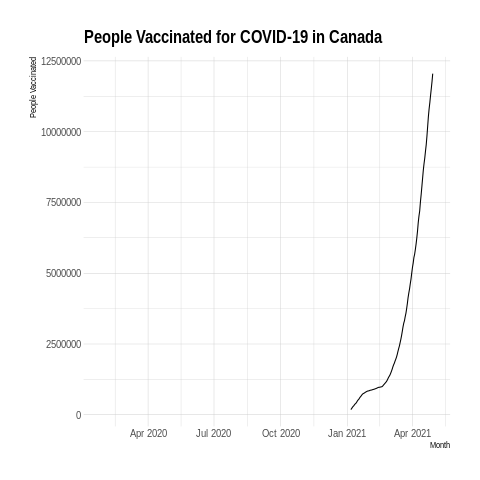 People Vaccinated for COVID-19 in Canada
People Vaccinated
12500000
10000000
7500000
5000000
2500000
0
Apr 2020 Jul 2020 Oct 2020 Jan 2021 Apr 2021
Month